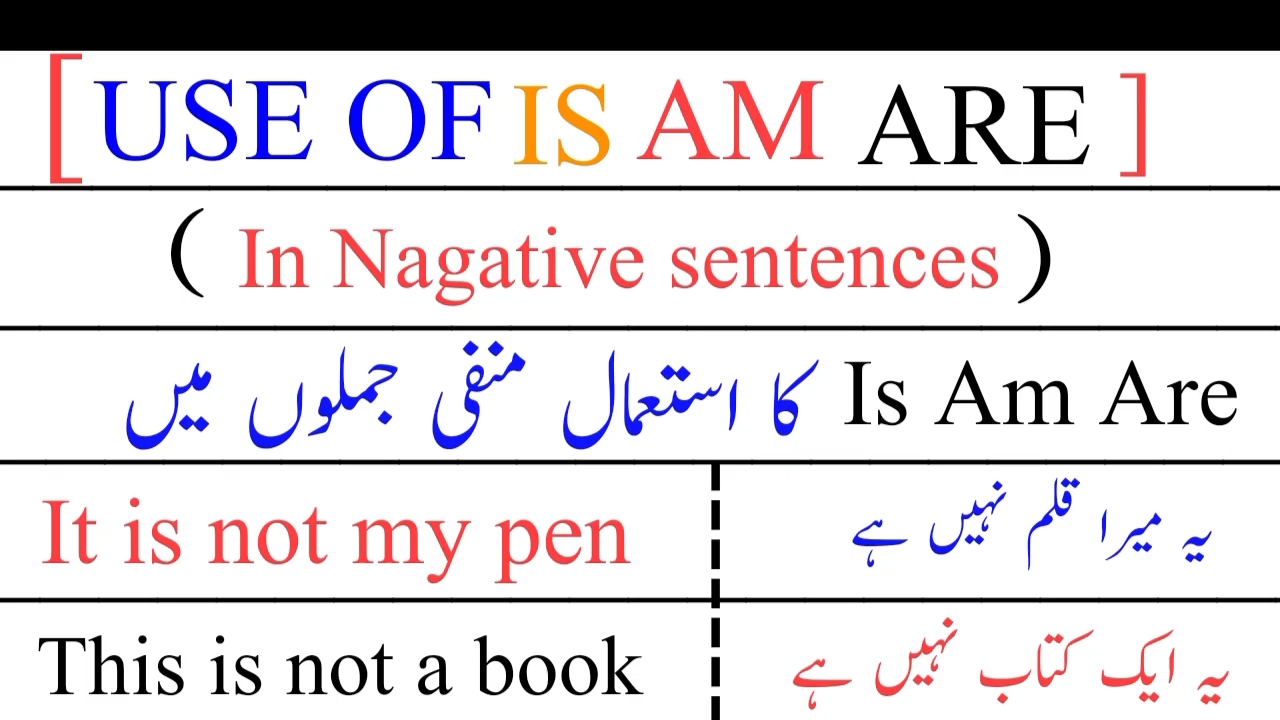 [ USE OF IS AM ARE ]
( In Nagative sentences )
Is Am Are کا استعمال منفی جملوں میں
It is not my pen
یہ میرا قلم نہیں ہے
This is not a book
یہ ایک کتاب نہیں ہے